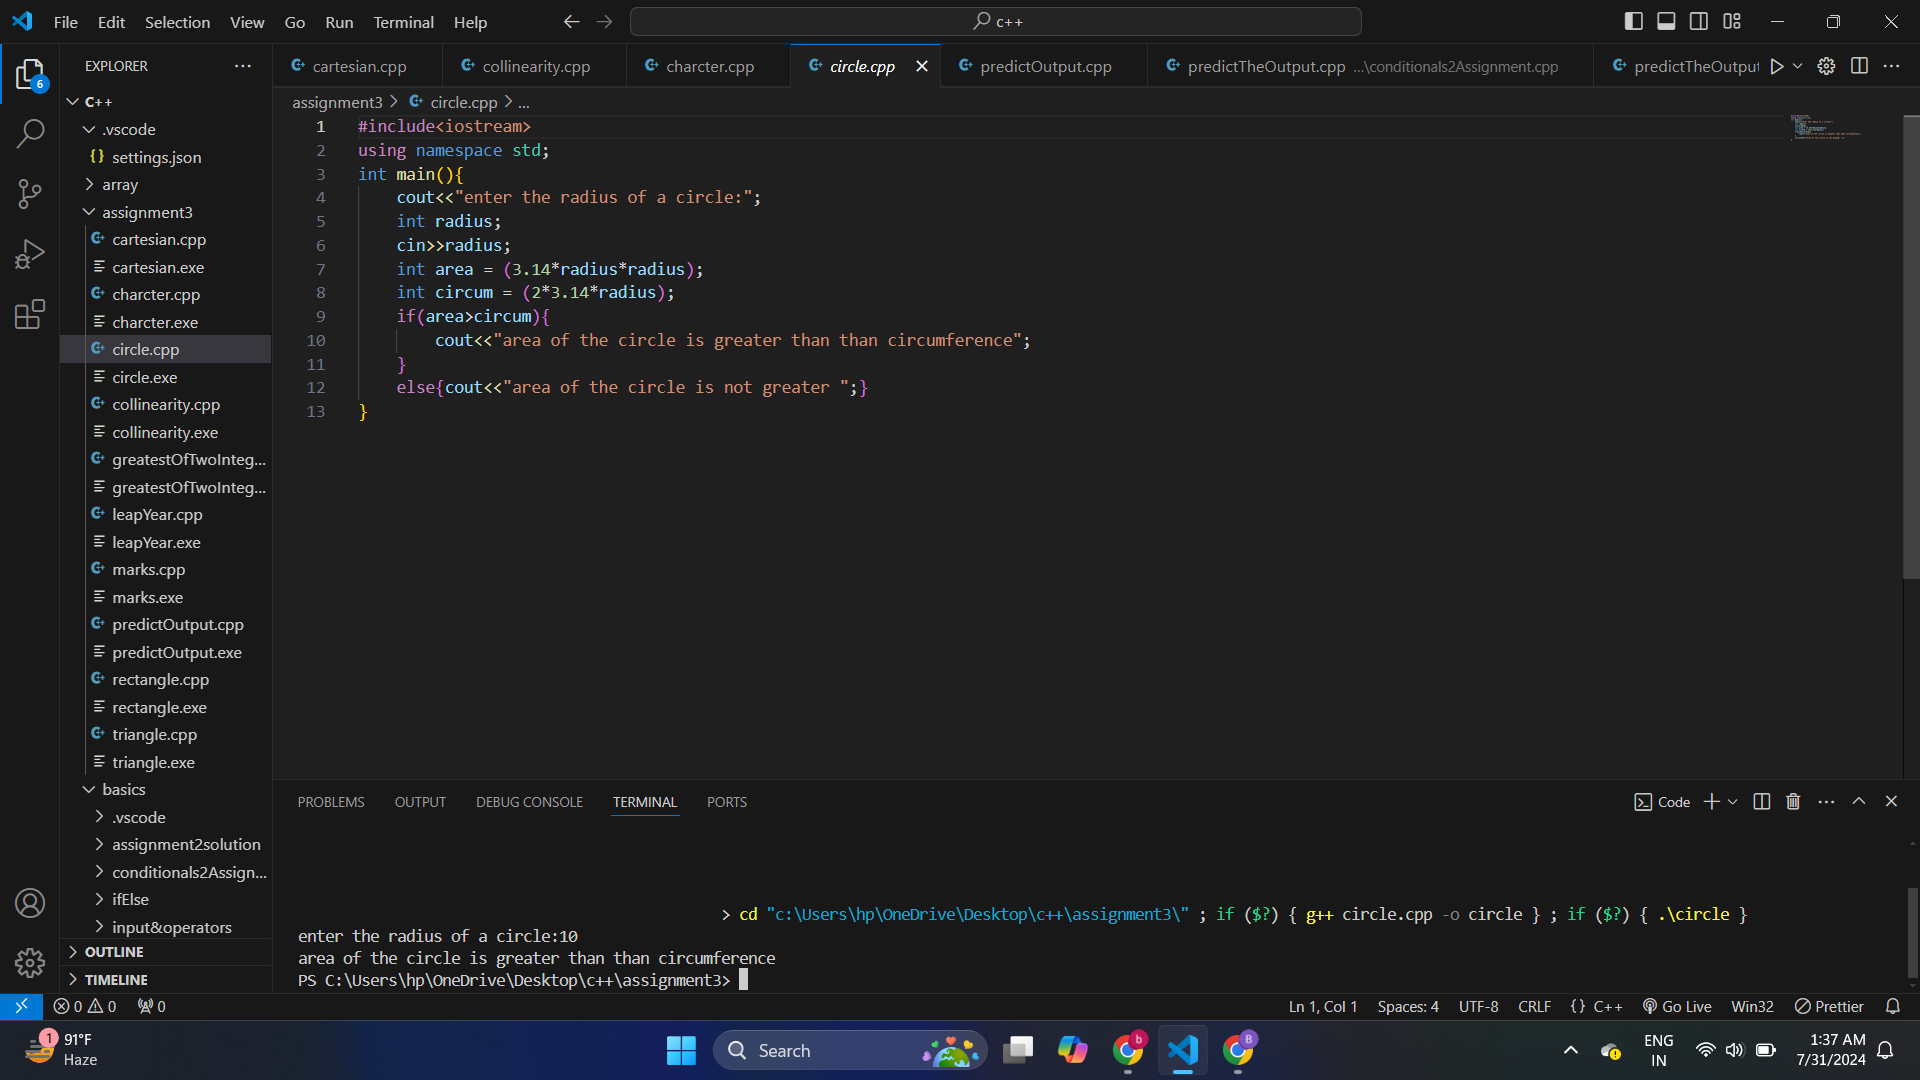 File Edit Selection View Go Run Terminal Help
c++
EXPLORER
6
C++
.vscode
settings.json
array
assignment3
cartesian.cpp
cartesian.exe
charcter.cpp
charcter.exe
circle.cpp
circle.exe
collinearity.cpp
collinearity.exe
greatestOfTwoInteg...
greatestOfTwoInteg...
leapYear.cpp
leapYear.exe
marks.cpp
marks.exe
predictOutput.cpp
predictOutput.exe
rectangle.cpp
rectangle.exe
triangle.cpp
triangle.exe
basics
.vscode
assignment2solution
conditionals2Assign...
ifElse
input&operators
OUTLINE
TIMELINE
cartesian.cpp collinearity.cpp charcter.cpp circle.cpp predictOutput.cpp predictTheOutput.cpp ...\conditionals2Assignment.cpp predictTheOutput
assignment3 > circle.cpp > ...
1 #include<iostream>
2 using namespace std;
3 int main(){
4 cout<<"enter the radius of a circle:";
5 int radius;
6 cin>>radius;
7 int area = (3.14*radius*radius);
8 int circum = (2*3.14*radius);
9 if(area>circum){
10 cout<<"area of the circle is greater than than circumference";
11 }
12 else{cout<<"area of the circle is not greater ";}
13 }
PROBLEMS OUTPUT DEBUG CONSOLE TERMINAL PORTS
Code
> cd "c:\Users\hp\OneDrive\Desktop\c++\assignment3\" ; if ($?) { g++ circle.cpp -o circle } ; if ($?) { .\circle }
enter the radius of a circle:10
area of the circle is greater than than circumference
PS C:\Users\hp\OneDrive\Desktop\c++\assignment3>
0 0 0
Ln 1, Col 1 Spaces: 4 UTF-8 CRLF {} C++ Go Live Win32 Prettier
1
91°F
Haze
Search
b
B
ENG
IN
1:37 AM
7/31/2024